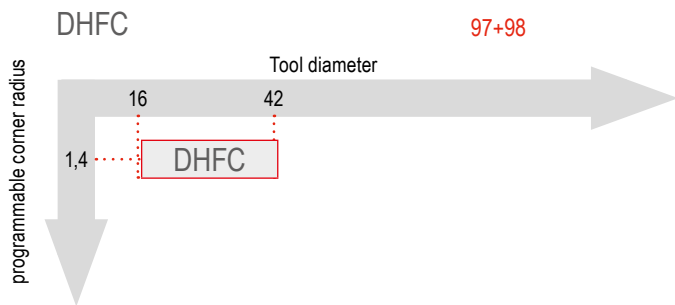 DHFC 97+98
Tool diameter
programmable corner radius
16 42
1,4 DHFC